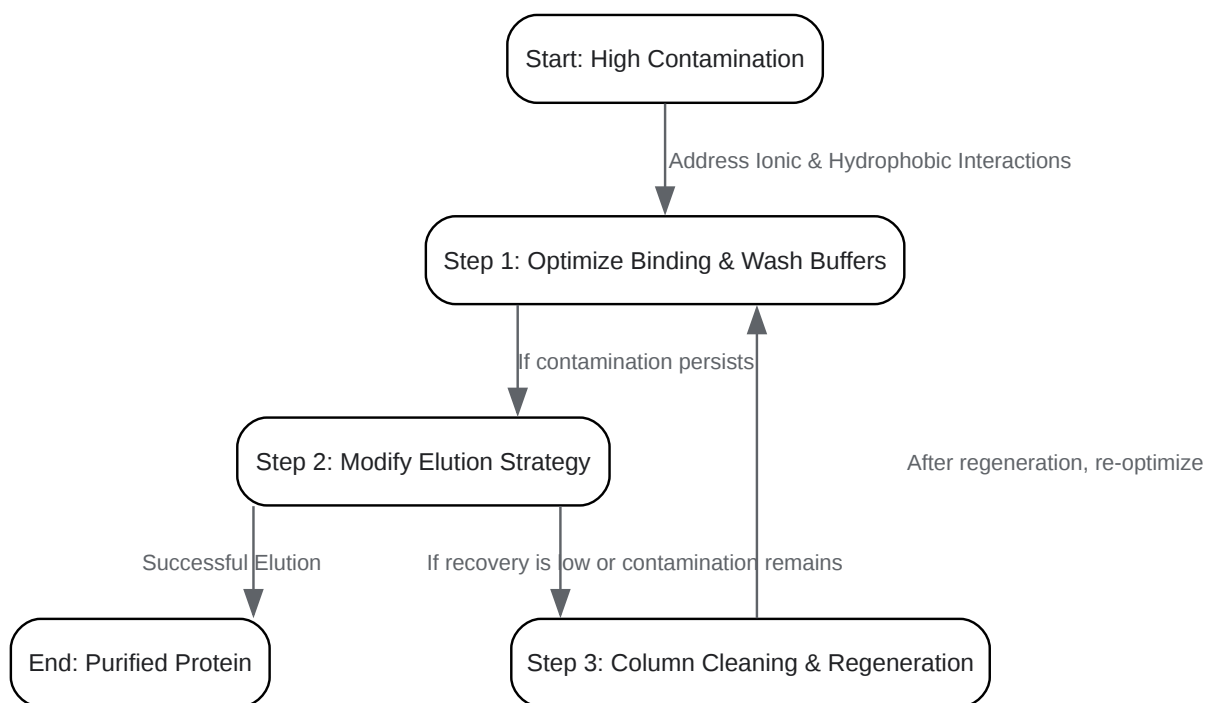 Start: High Contamination
Address Ionic & Hydrophobic Interactions
Step 1: Optimize Binding & Wash Buffers
If contamination persists
Step 2: Modify Elution Strategy
After regeneration, re-optimize
Successful Elution
If recovery is low or contamination remains
End: Purified Protein
Step 3: Column Cleaning & Regeneration